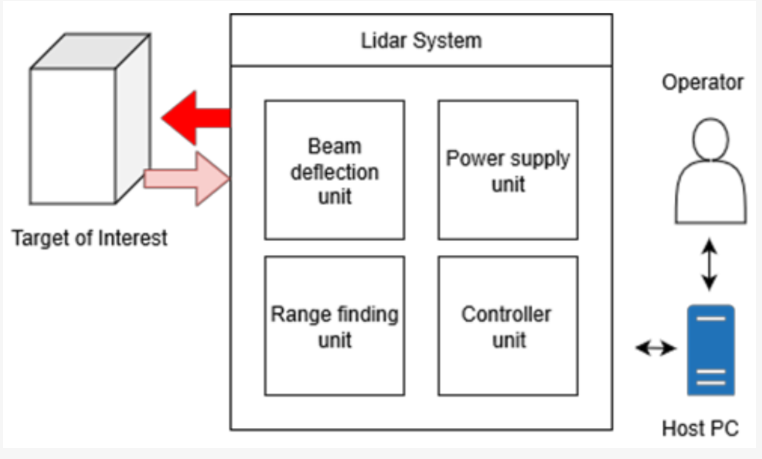 Lidar System
Operator
Beam
deflection
unit
Power supply
unit
Target of Interest
Range finding
unit
Controller
unit
Host PC